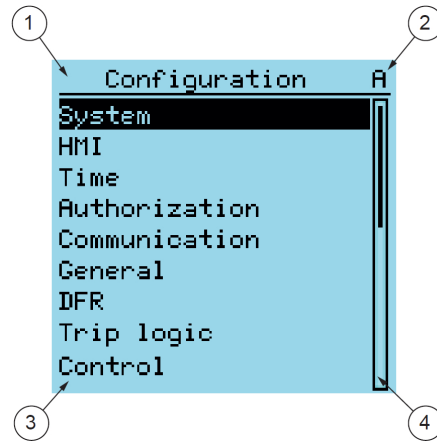 1
2
Configuration A
System
HMI
Time
Authorization
Communication
General
DFR
Trip logic
Control
3
4